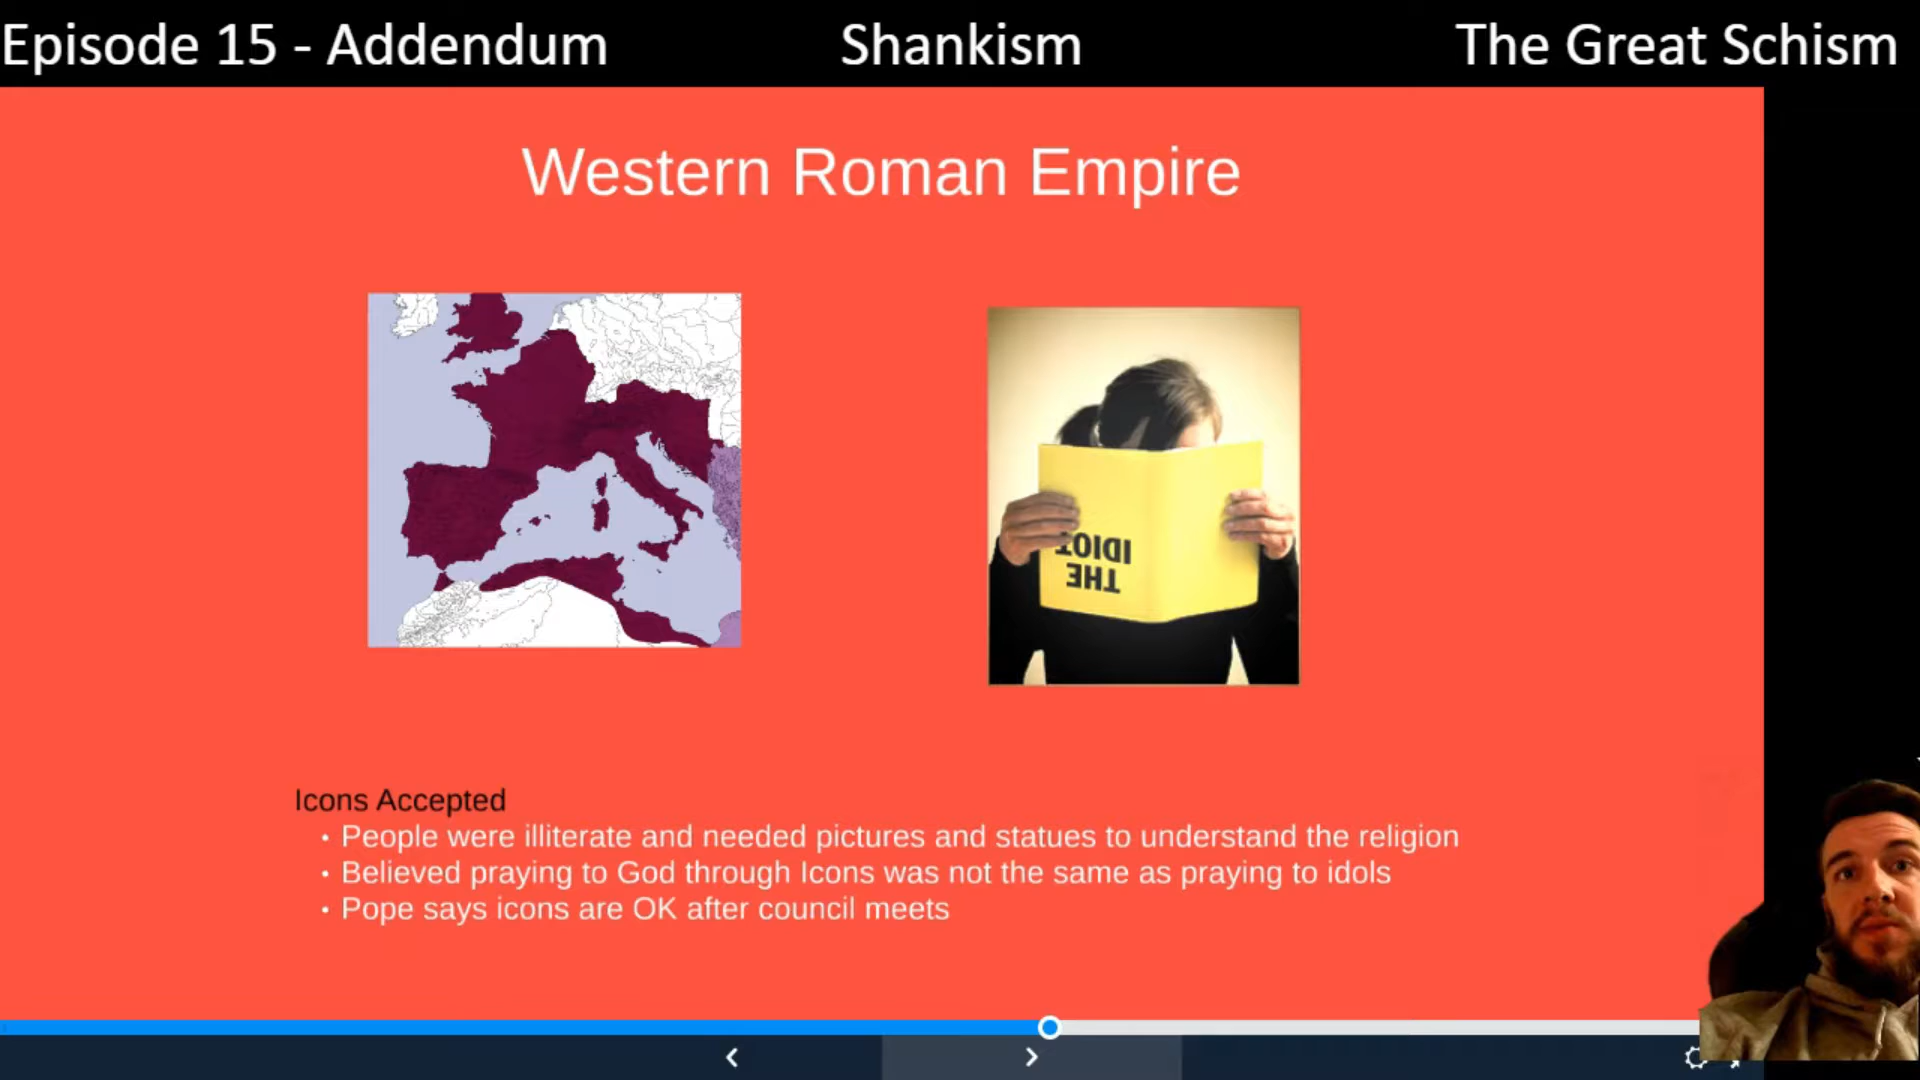 Episode 15 - Addendum
Shankism
The Great Schism
Western Roman Empire
THE
IDIOT
Icons Accepted
• People were illiterate and needed pictures and statues to understand the religion
• Believed praying to God through Icons was not the same as praying to idols
• Pope says icons are OK after council meets